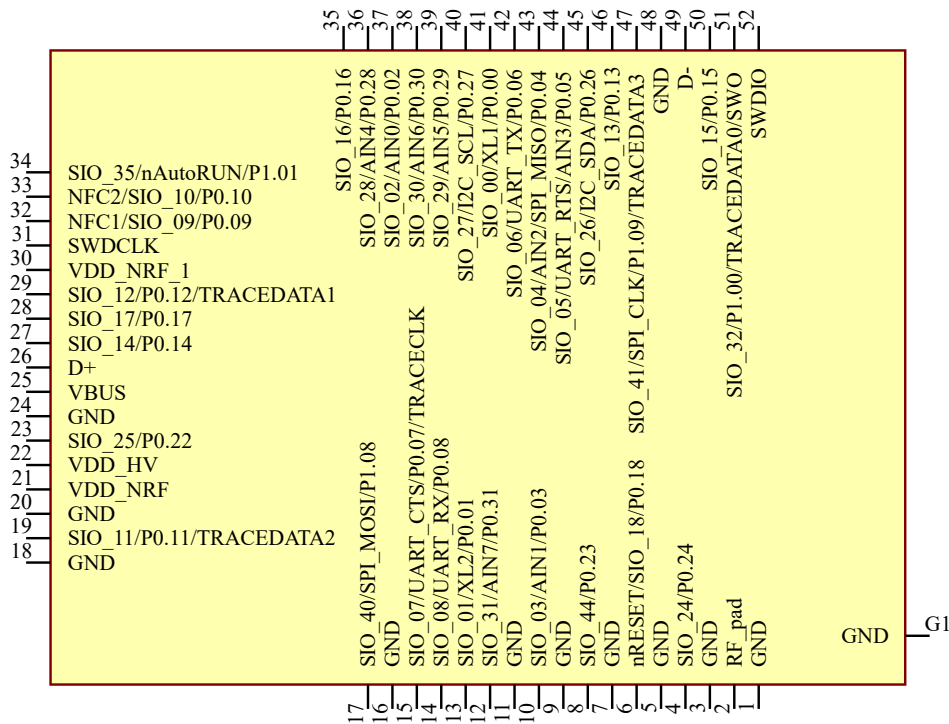 35 SIO_16/P0.16
36 SIO_28/AIN4/P0.28
37 SIO_02/AIN0/P0.02
38 SIO_30/AIN6/P0.30
39 SIO_29/AIN5/P0.29
40 SIO_27/I2C_SCL/P0.27
41 SIO_00/XL1/P0.00
42 SIO_06/UART_TX/P0.06
43 SIO_04/AIN2/SPI_MISO/P0.04
44 SIO_05/UART_RTS/AIN3/P0.05
45 SIO_26/I2C_SDA/P0.26
46 SIO_13/P0.13
47 SIO_41/SPI_CLK/P1.09/TRACEDATA3
48 GND
49 D-
50 SIO_15/P0.15
51 SIO_32/P1.00/TRACEDATA0/SWO
52 SWDIO
34 SIO_35/nAutoRUN/P1.01
33 NFC2/SIO_10/P0.10
32 NFC1/SIO_09/P0.09
31 SWDCLK
30 VDD_NRF_1
29 SIO_12/P0.12/TRACEDATA1
28 SIO_17/P0.17
27 SIO_14/P0.14
26 D+
25 VBUS
24 GND
23 SIO_25/P0.22
22 VDD_HV
21 VDD_NRF
20 GND
19 SIO_11/P0.11/TRACEDATA2
18 GND
17 SIO_40/SPI_MOSI/P1.08
16 GND
15 SIO_07/UART_CTS/P0.07/TRACECLK
14 SIO_08/UART_RX/P0.08
13 SIO_01/XL2/P0.01
12 SIO_31/AIN7/P0.31
11 GND
10 SIO_03/AIN1/P0.03
9 GND
8 SIO_44/P0.23
7 GND
6 nRESET/SIO_18/P0.18
5 GND
4 SIO_24/P0.24
3 GND
2 RF_pad
1 GND
GND G1